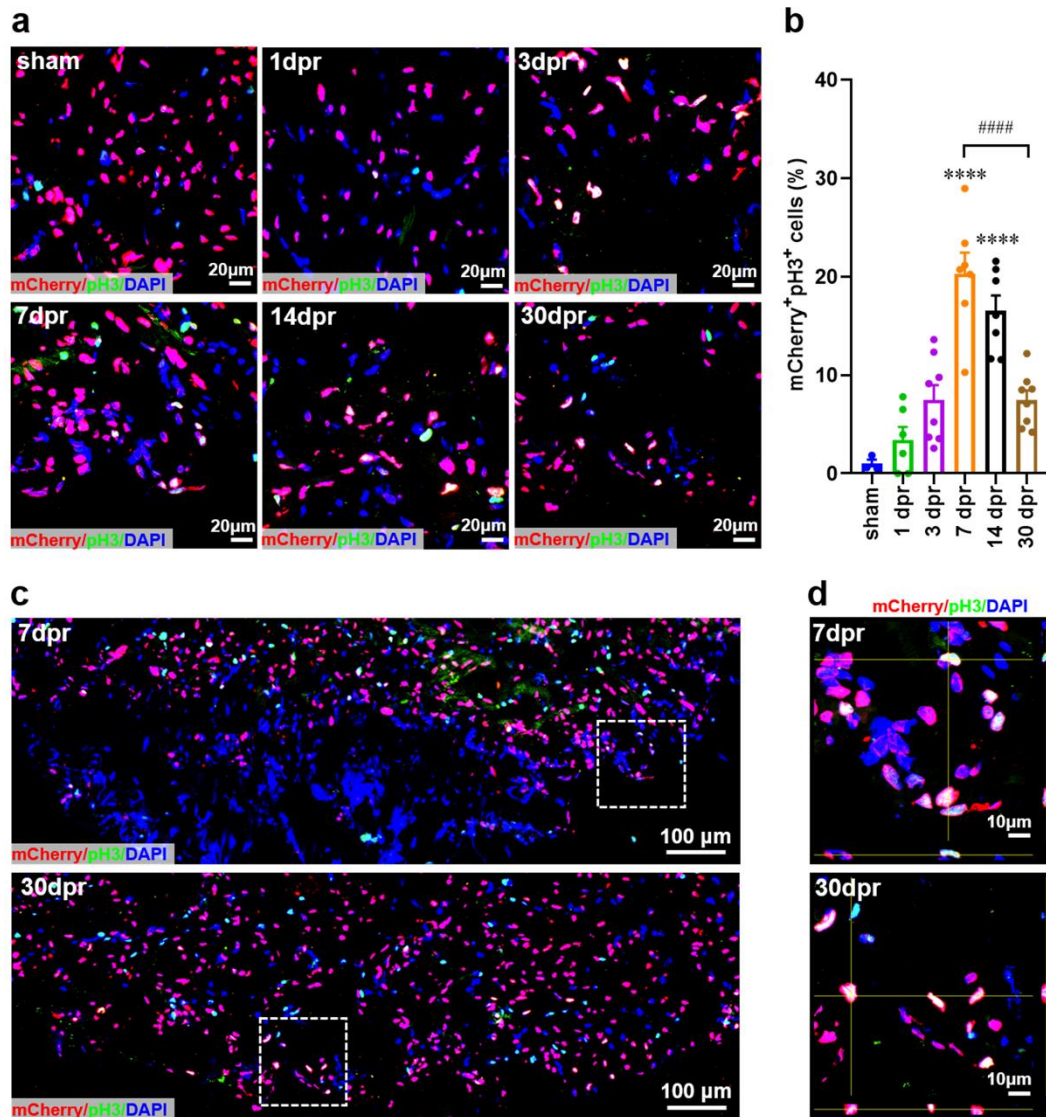 a
sham
mCherry/pH3/DAPI
20μm
1dpr
mCherry/pH3/DAPI
20μm
3dpr
mCherry/pH3/DAPI
20μm
7dpr
mCherry/pH3/DAPI
20μm
14dpr
mCherry/pH3/DAPI
20μm
30dpr
mCherry/pH3/DAPI
20μm
b
mCherry⁺pH3⁺ cells (%)
40
30
20
10
0
####
****
****
sham
1 dpr
3 dpr
7 dpr
14 dpr
30 dpr
c
7dpr
mCherry/pH3/DAPI
100 μm
30dpr
mCherry/pH3/DAPI
100 μm
d
mCherry/pH3/DAPI
7dpr
10μm
30dpr
10μm